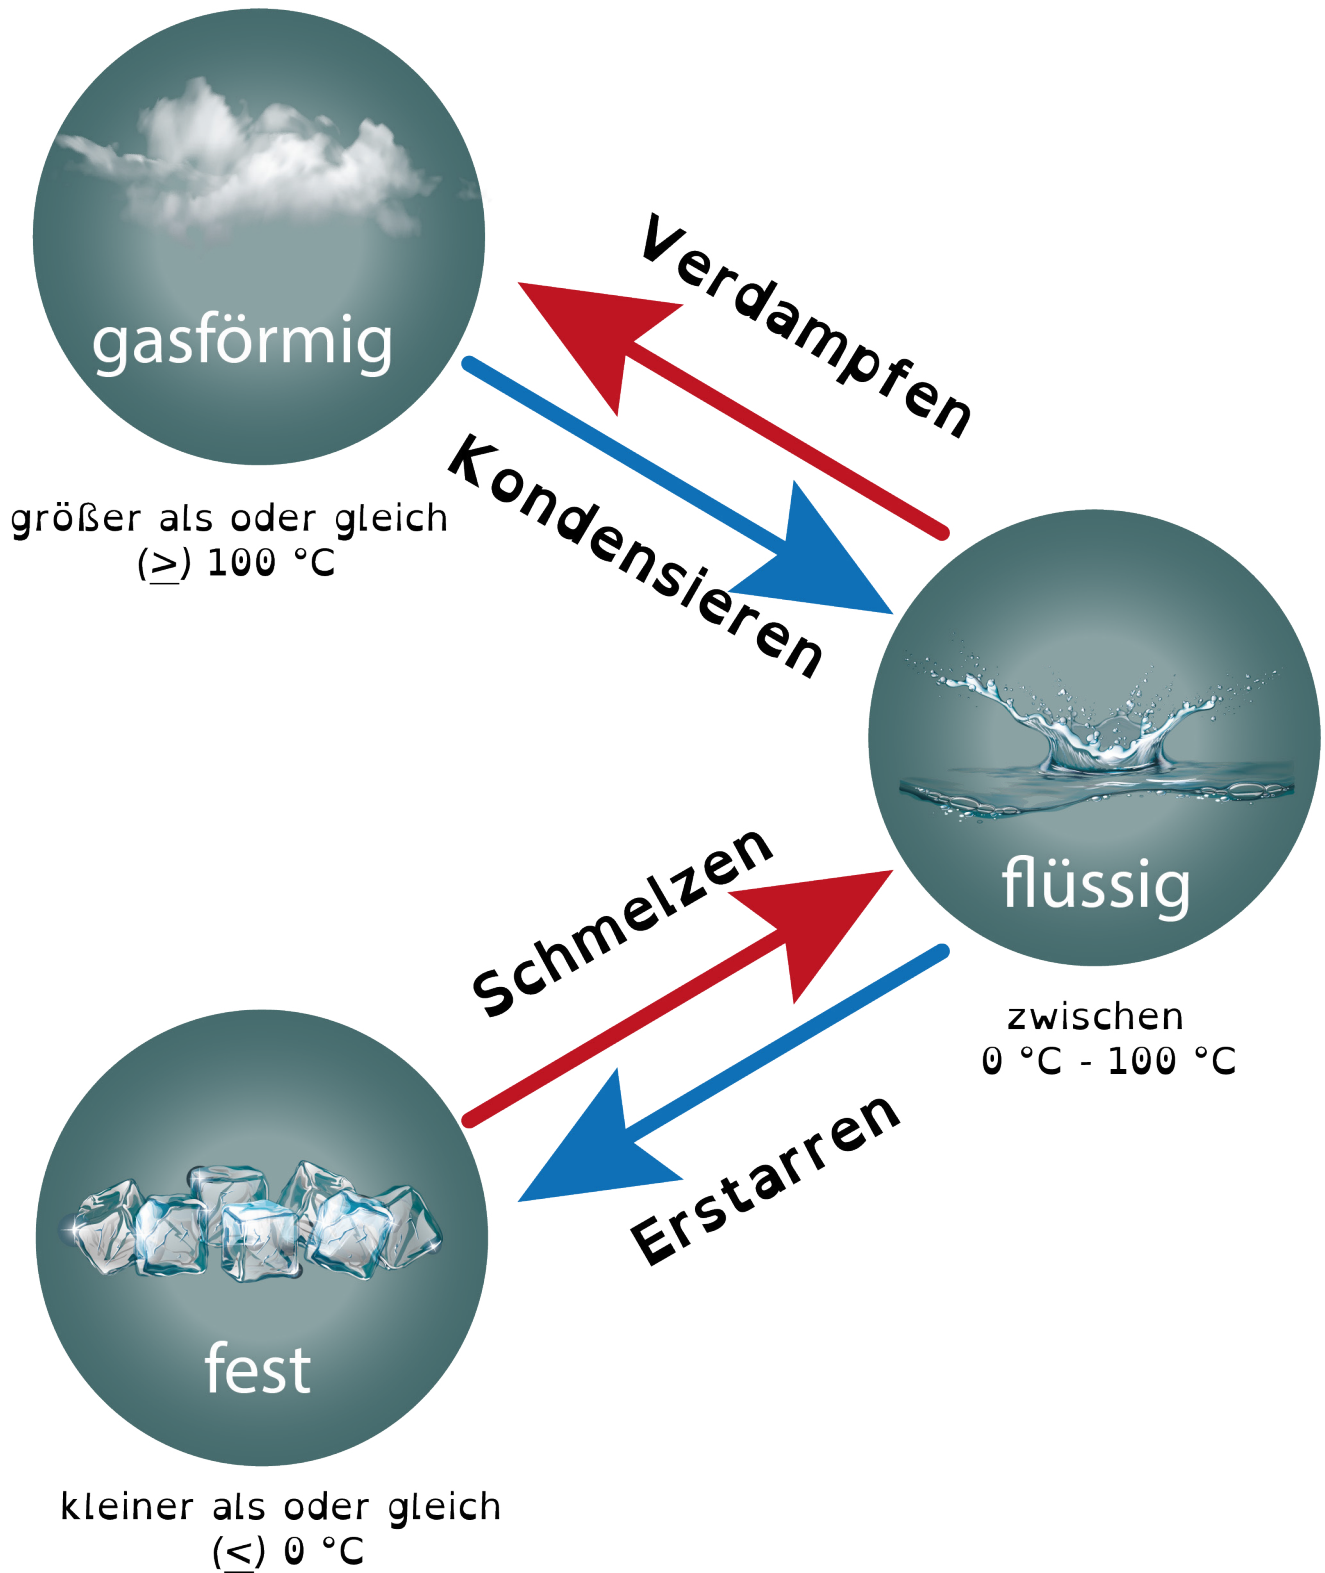 gasförmig
größer als oder gleich
(≥) 100 °C
Verdampfen
Kondensieren
flüssig
zwischen
0 °C - 100 °C
Schmelzen
Erstarren
fest
kleiner als oder gleich
(≤) 0 °C